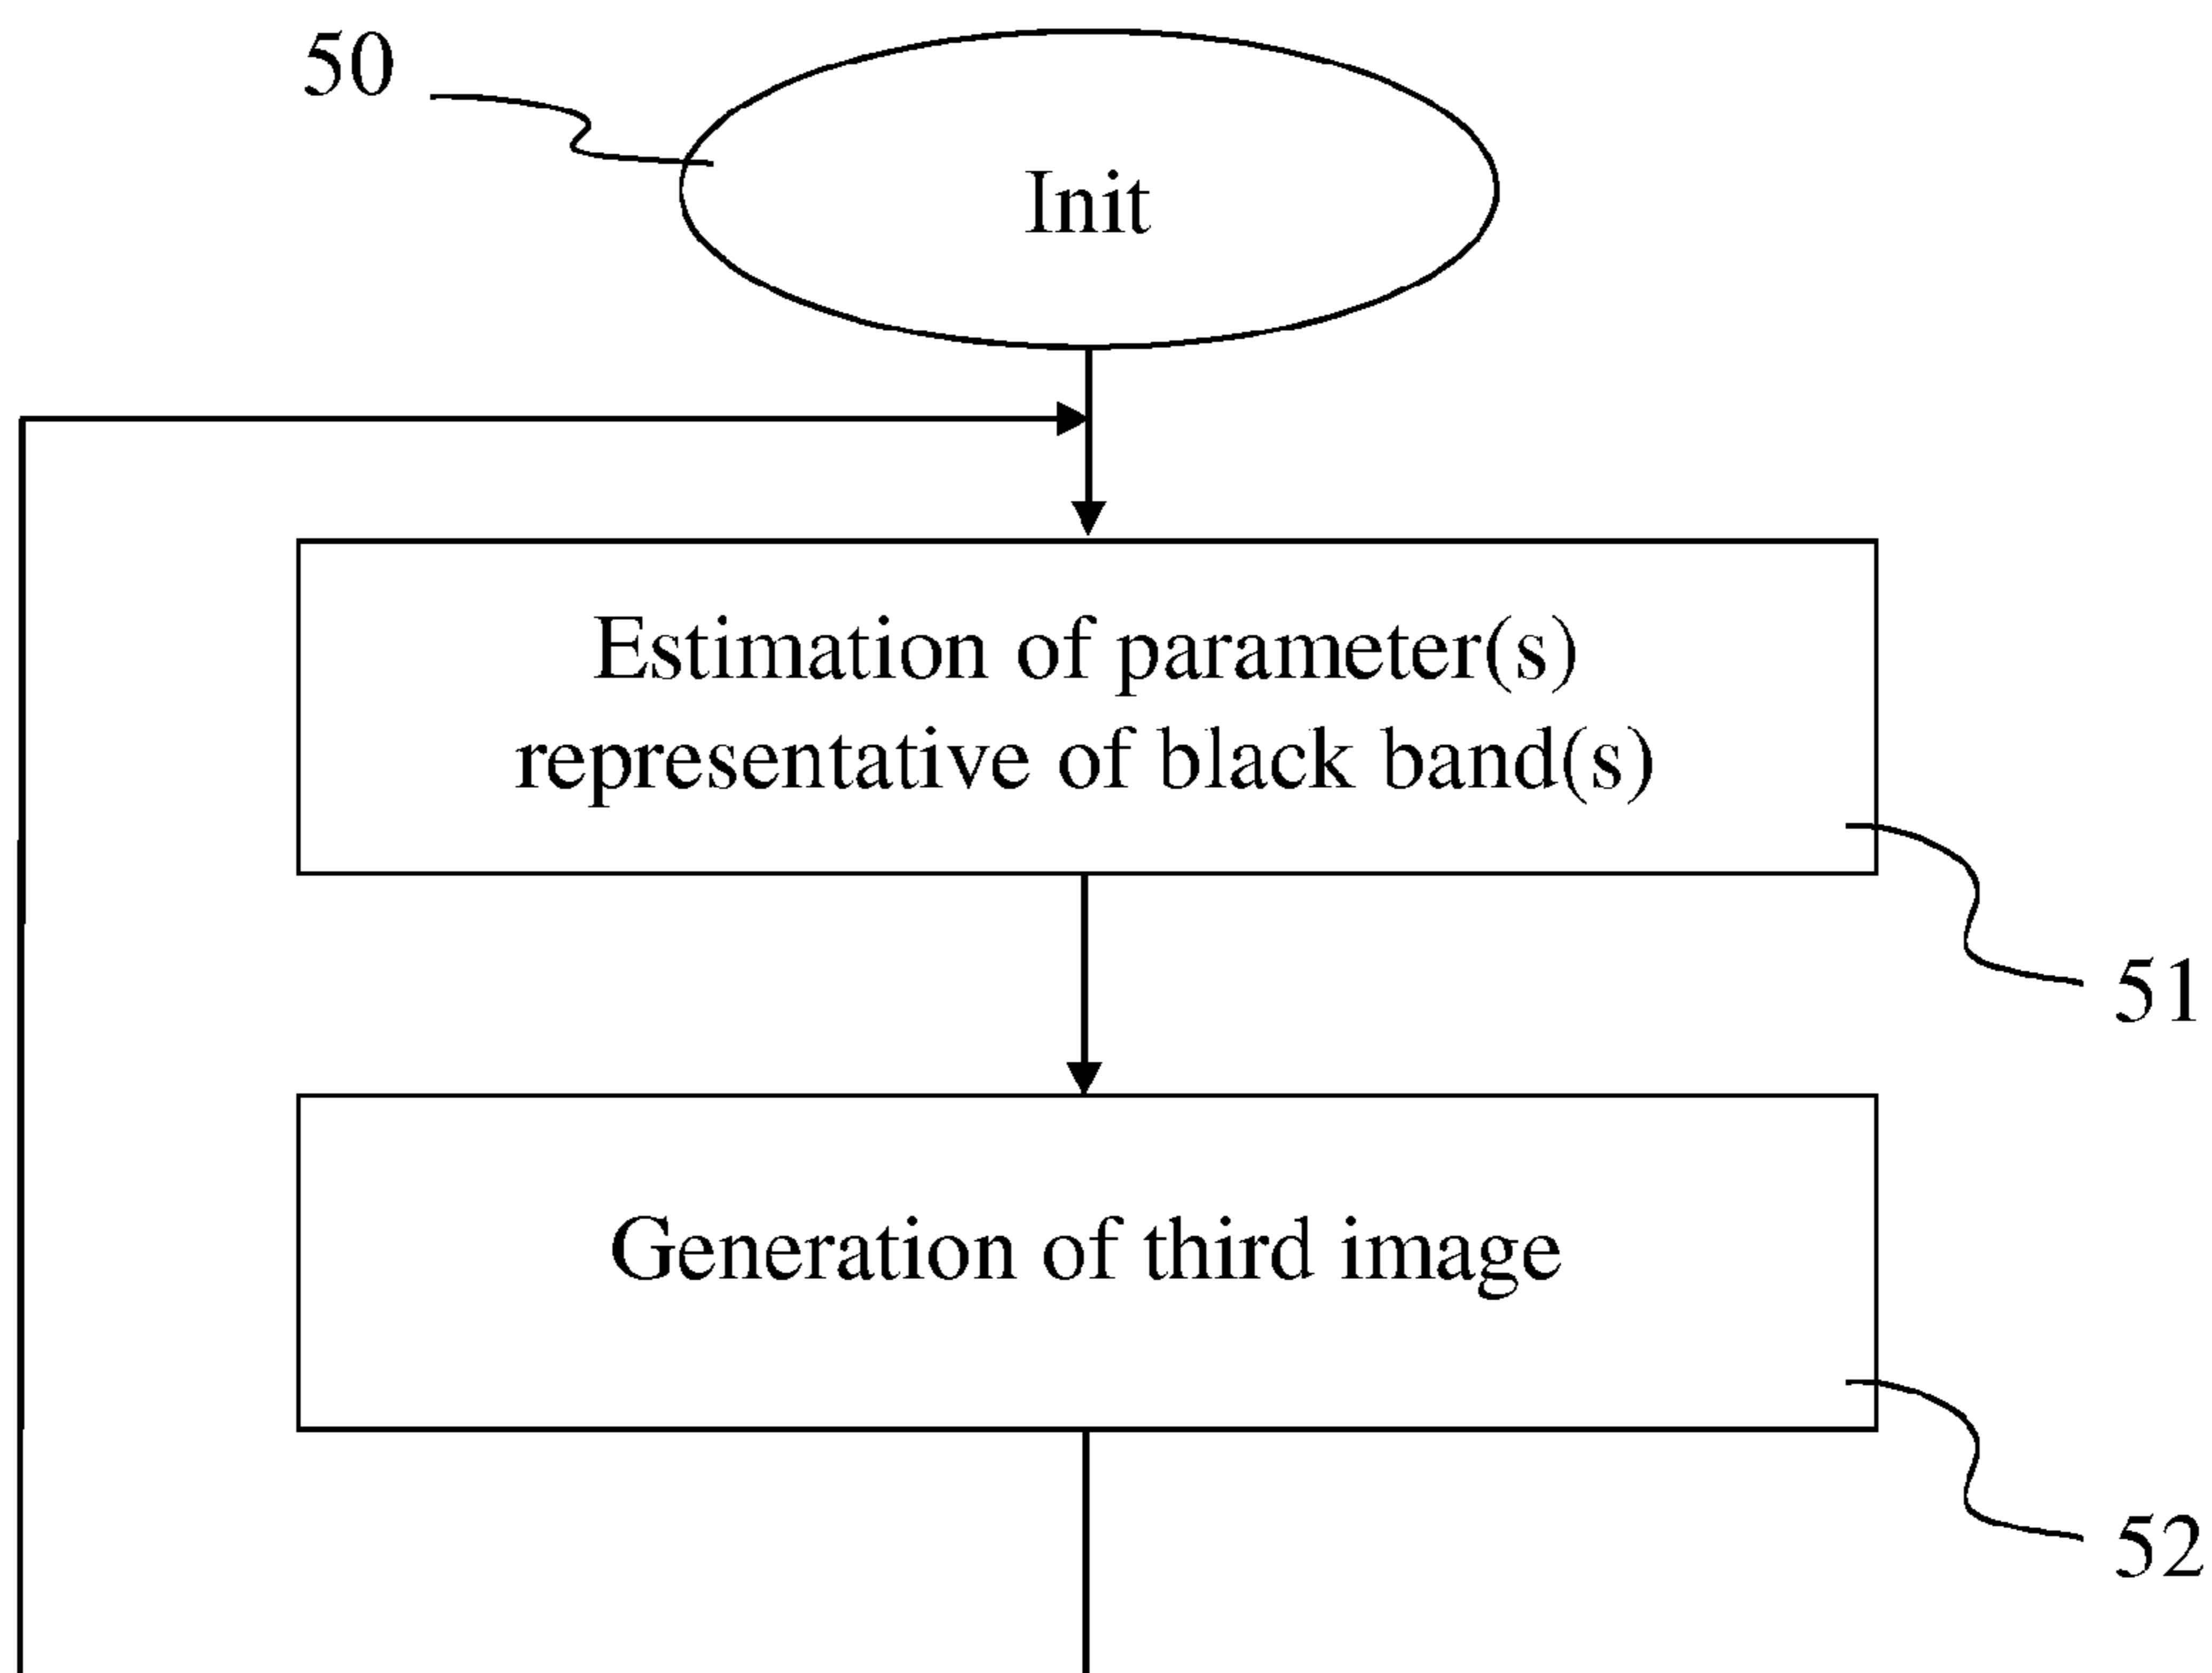 50
Init
Estimation of parameter(s)
representative of black band(s)
51
Generation of third image
52